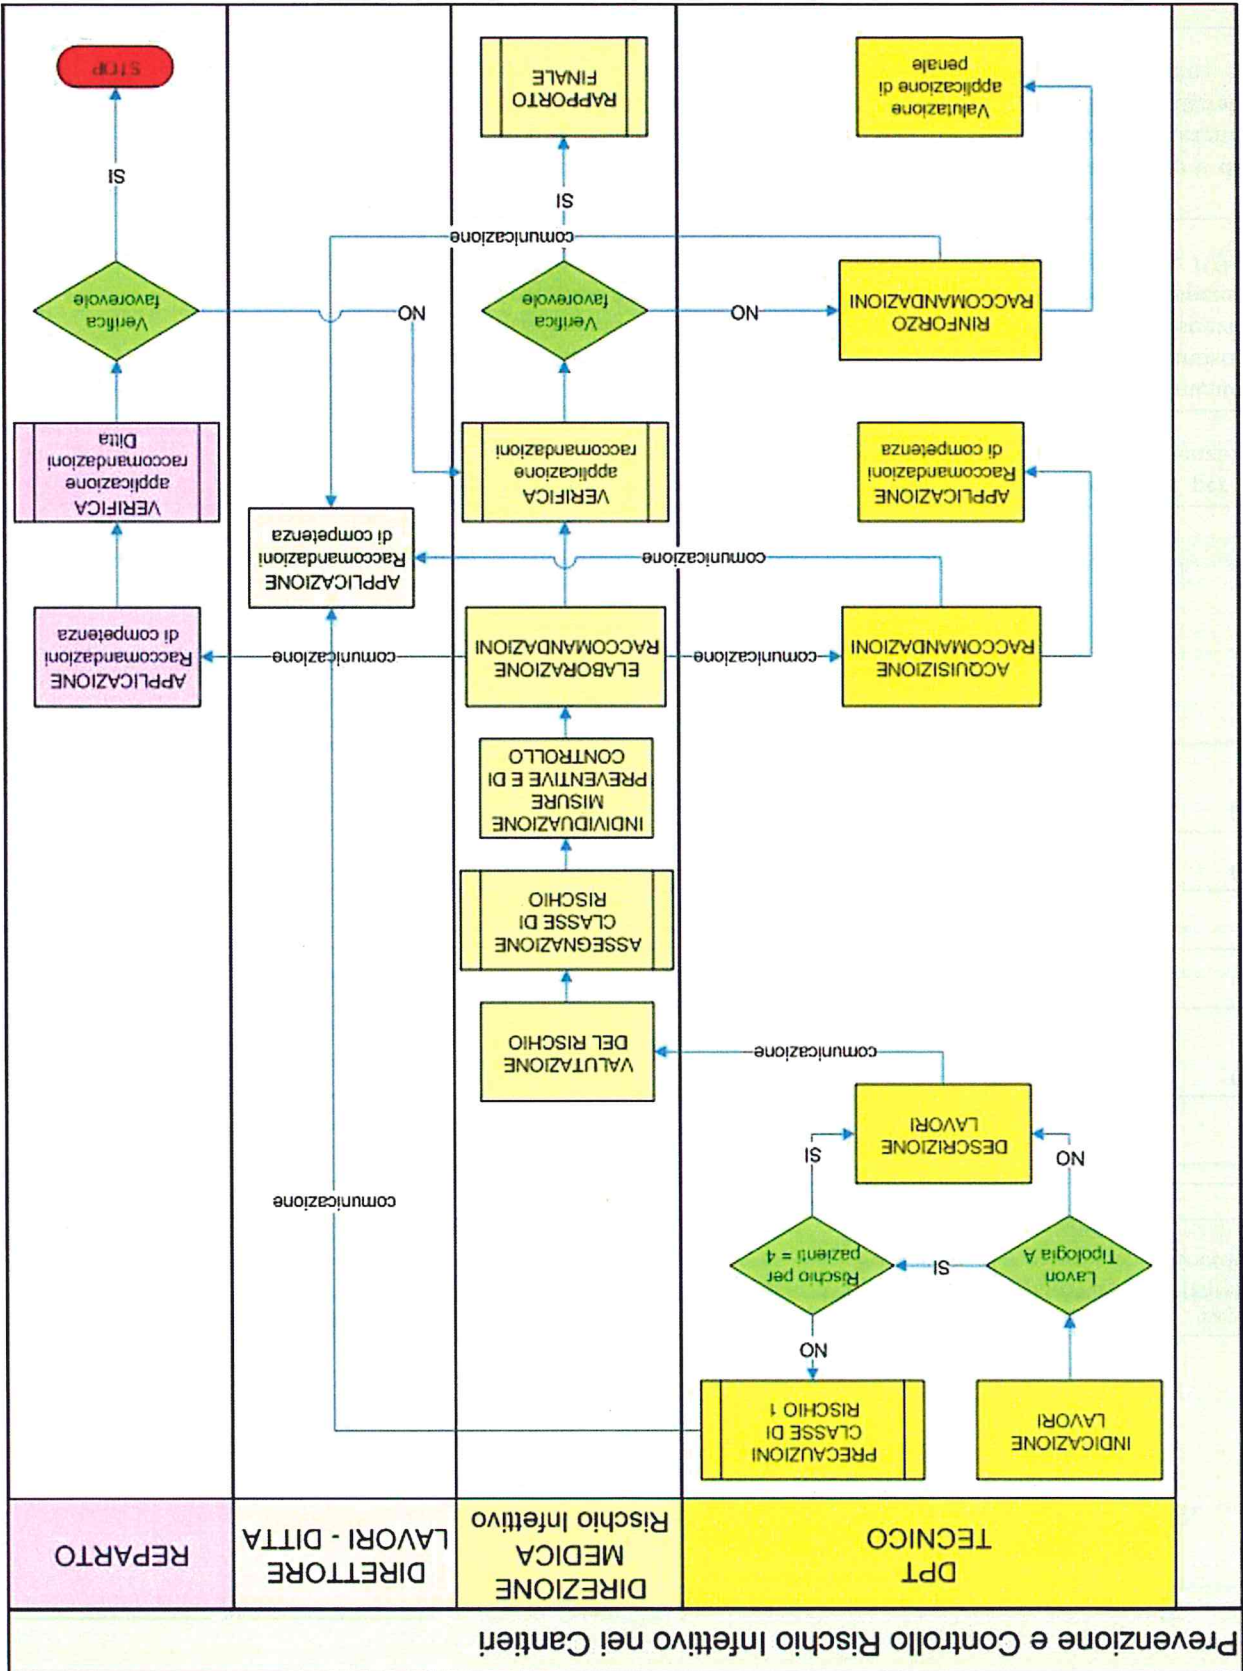 Prevenzione e Controllo Rischio Infettivo nei Cantieri
DPT
TECNICO
DIREZIONE
MEDICA
Rischio Infettivo
DIRETTORE
LAVORI - DITTA
REPARTO
INDICAZIONE
LAVORI
PRECAUZIONI
CLASSE DI
RISCHIO 1
NO
Lavori
Tipologia A
SI
Rischio per
pazienti = 4
NO
SI
comunicazione
DESCRIZIONE
LAVORI
comunicazione
VALUTAZIONE
DEL RISCHIO
ASSEGNAZIONE
CLASSE DI
RISCHIO
INDIVIDUAZIONE
MISURE
PREVENTIVE E DI
CONTROLLO
ACQUISIZIONE
RACCOMANDAZIONI
comunicazione
ELABORAZIONE
RACCOMANDAZIONI
comunicazione
APPLICAZIONE
Raccomandazioni
di competenza
comunicazione
APPLICAZIONE
Raccomandazioni
di competenza
APPLICAZIONE
Raccomandazioni
di competenza
VERIFICA
applicazione
raccomandazioni
VERIFICA
applicazione
raccomandazioni
Ditta
RINFORZO
RACCOMANDAZIONI
NO
Verifica
favorevole
NO
Verifica
favorevole
comunicazione
SI
SI
Valutazione
applicazione di
penale
RAPPORTO
FINALE
STOP